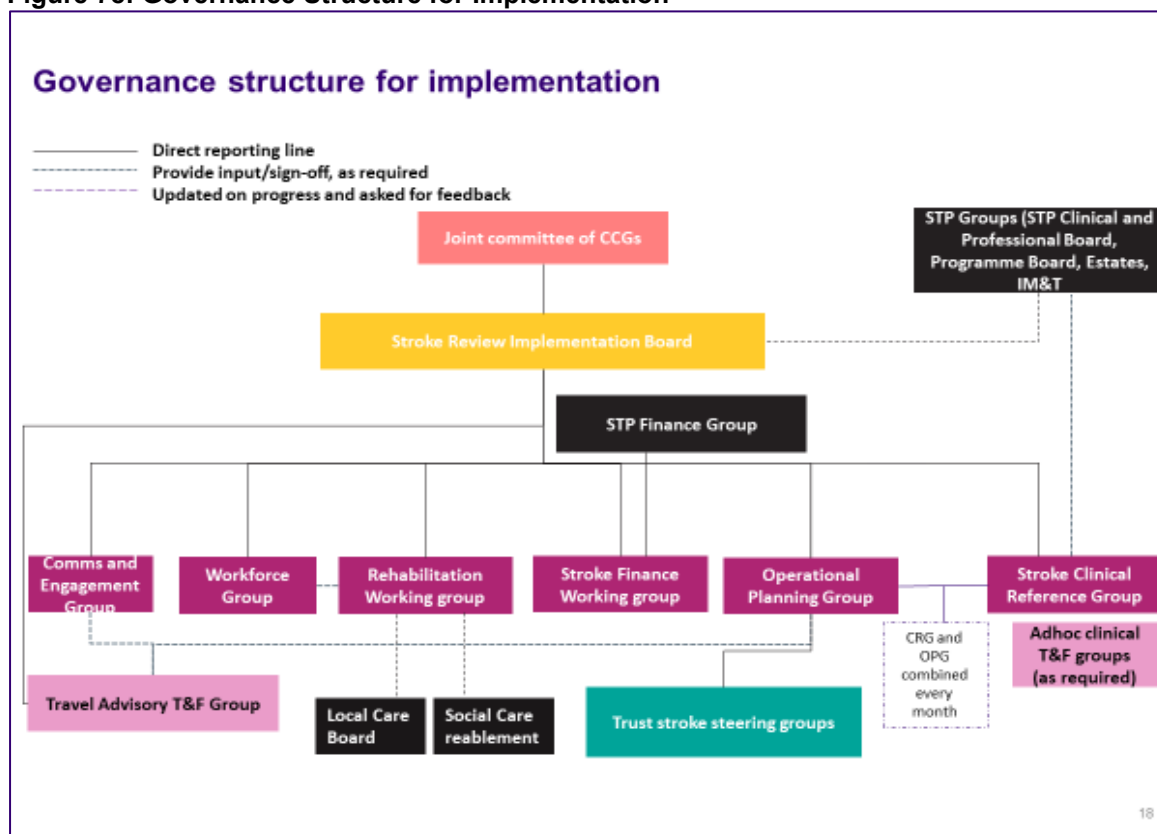 Governance structure for implementation
Direct reporting line
Provide input/sign-off, as required
Updated on progress and asked for feedback
Joint committee of CCGs
STP Groups (STP Clinical and
Professional Board,
Programme Board, Estates,
IM&T
Stroke Review Implementation Board
STP Finance Group
Comms and
Engagement
Group
Workforce
Group
Rehabilitation
Working group
Stroke Finance
Working group
Operational
Planning Group
Stroke Clinical
Reference Group
CRG and
OPG
combined
every
month
Adhoc clinical
T&F groups
(as required)
Travel Advisory T&F Group
Local Care
Board
Social Care
reablement
Trust stroke steering groups
18